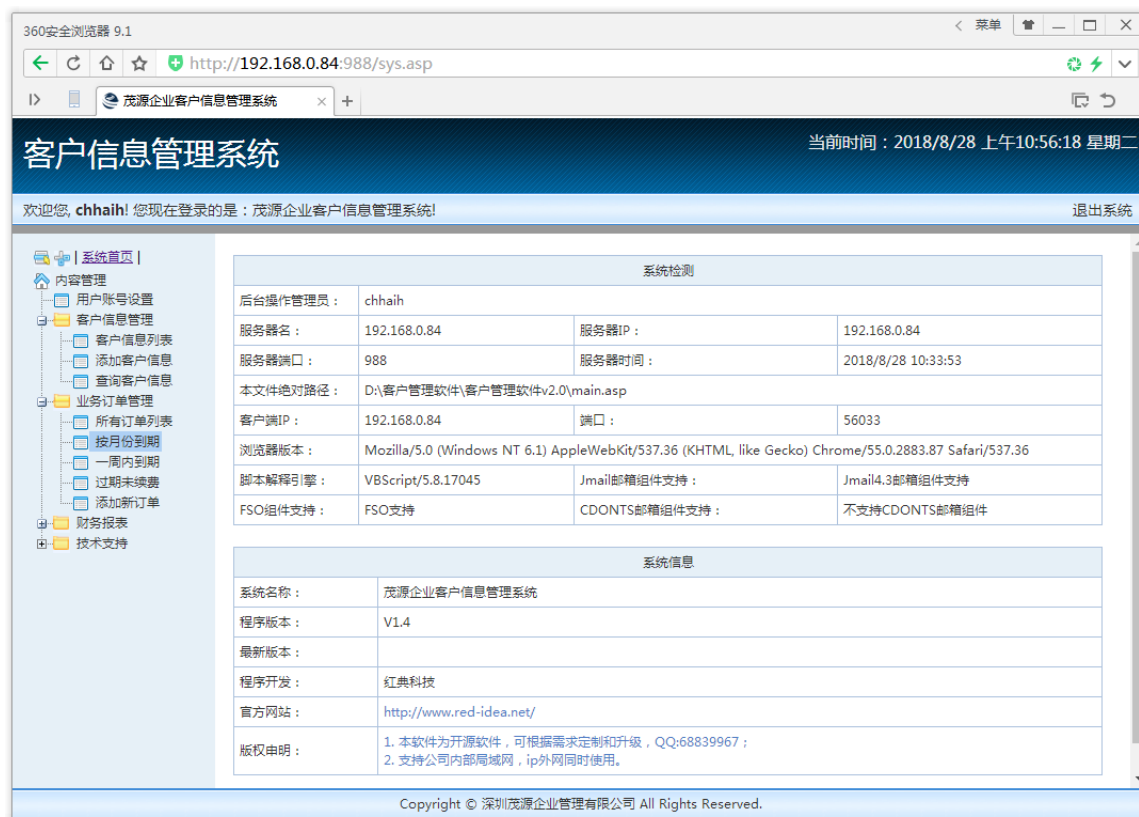 360安全浏览器 9.1
菜单
http://192.168.0.84:988/sys.asp
茂源企业客户信息管理系统
客户信息管理系统
当前时间：2018/8/28 上午10:56:18 星期二
欢迎您, chhaih! 您现在登录的是：茂源企业客户信息管理系统!
退出系统
| 系统首页 |
内容管理
用户账号设置
客户信息管理
客户信息列表
添加客户信息
查询客户信息
业务订单管理
所有订单列表
按月份到期
一周内到期
过期未续费
添加新订单
财务报表
技术支持
系统检测
后台操作管理员： chhaih
服务器名： 192.168.0.84 服务器IP： 192.168.0.84
服务器端口： 988 服务器时间： 2018/8/28 10:33:53
本文件绝对路径： D:\客户管理软件\客户管理软件v2.0\main.asp
客户端IP： 192.168.0.84 端口： 56033
浏览器版本： Mozilla/5.0 (Windows NT 6.1) AppleWebKit/537.36 (KHTML, like Gecko) Chrome/55.0.2883.87 Safari/537.36
脚本解释引擎： VBScript/5.8.17045 Jmail邮箱组件支持： Jmail4.3邮箱组件支持
FSO组件支持： FSO支持 CDONTS邮箱组件支持： 不支持CDONTS邮箱组件
系统信息
系统名称： 茂源企业客户信息管理系统
程序版本： V1.4
最新版本：
程序开发： 红典科技
官方网站： http://www.red-idea.net/
版权申明： 1. 本软件为开源软件，可根据需求定制和升级，QQ:68839967；
2. 支持公司内部局域网，ip外网同时使用。
Copyright © 深圳茂源企业管理有限公司 All Rights Reserved.